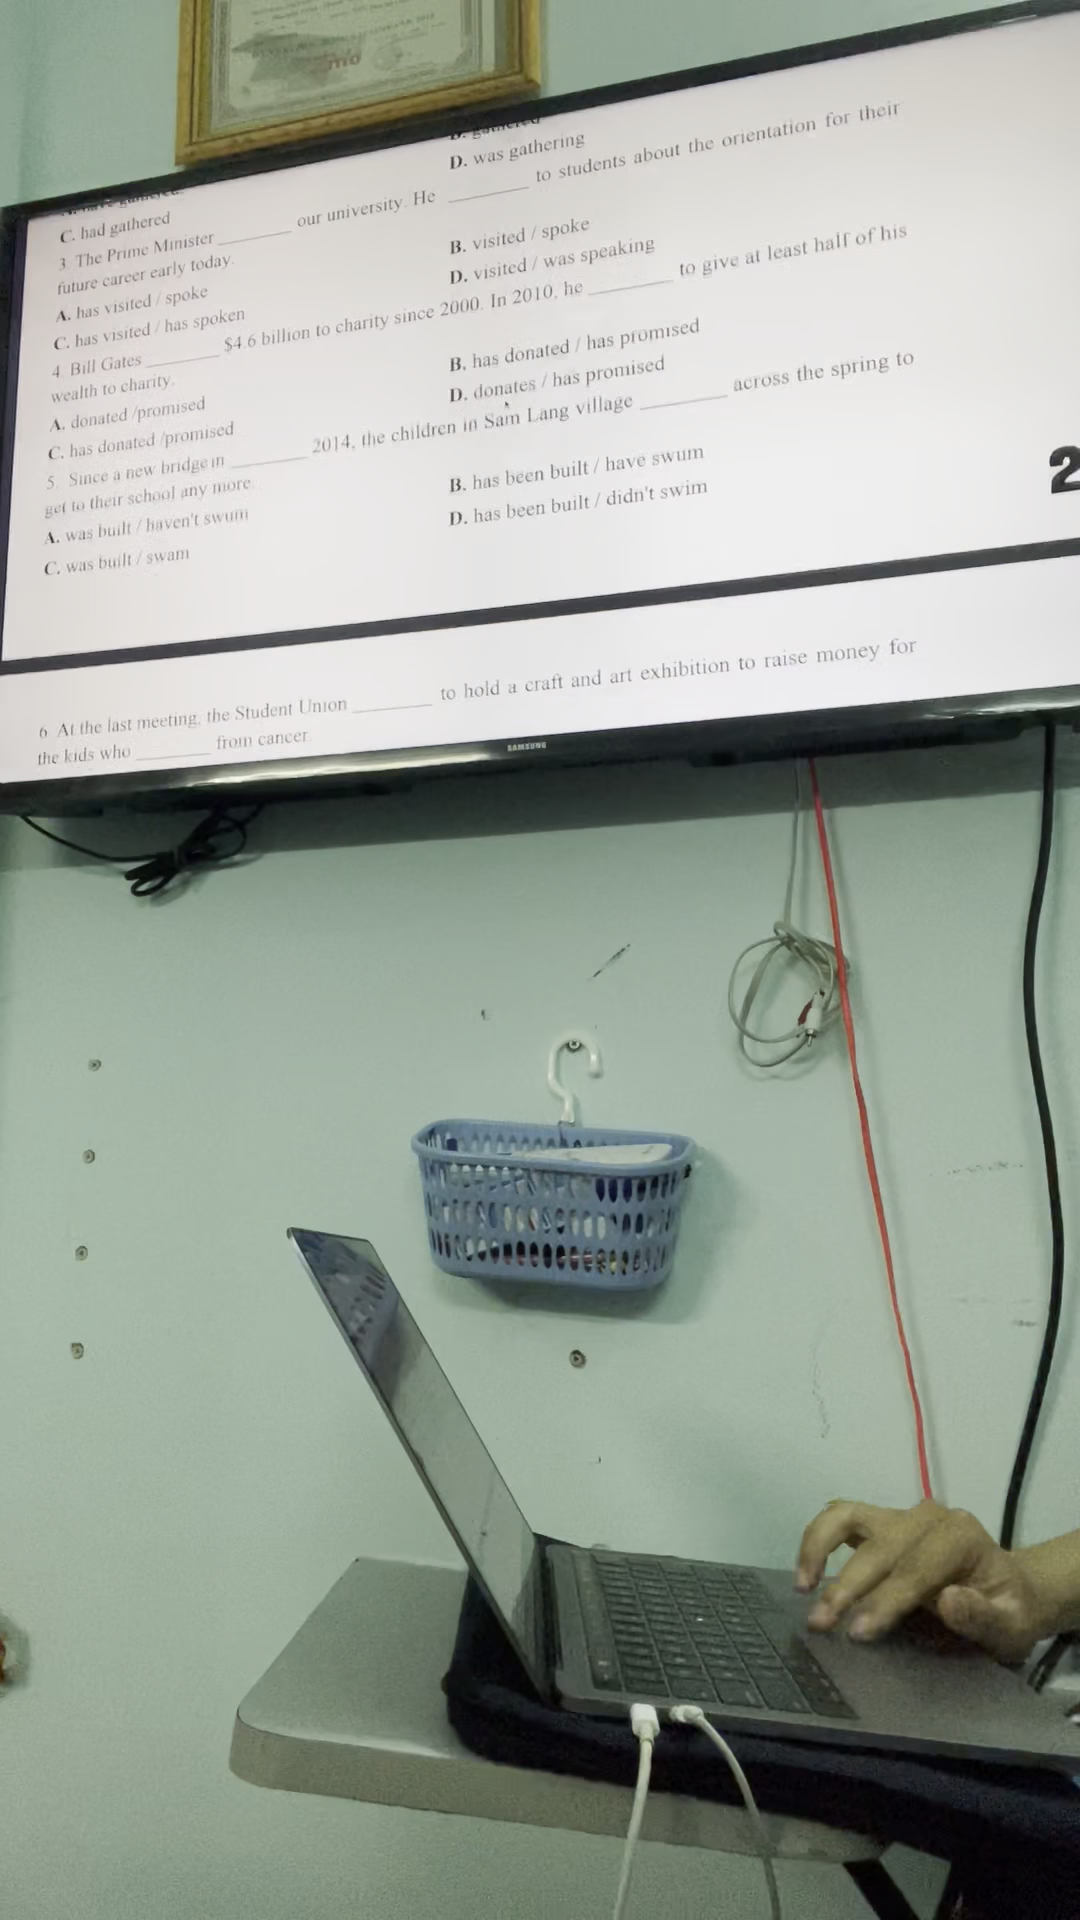 D. gathered
D. was gathering
C. had gathered
3. The Prime Minister ________ our university. He ________ to students about the orientation for their
future career early today.
A. has visited / spoke
B. visited / spoke
C. has visited / has spoken
D. visited / was speaking
4. Bill Gates ________ $4.6 billion to charity since 2000. In 2010, he ________ to give at least half of his
wealth to charity.
A. donated /promised
B. has donated / has promised
C. has donated /promised
D. donates / has promised
5. Since a new bridge in ________ 2014, the children in Sam Lang village ________ across the spring to
get to their school any more.
A. was built / haven't swum
B. has been built / have swum
C. was built / swam
D. has been built / didn't swim
2
6 At the last meeting, the Student Union ________ to hold a craft and art exhibition to raise money for
the kids who ________ from cancer.
SAMSUNG